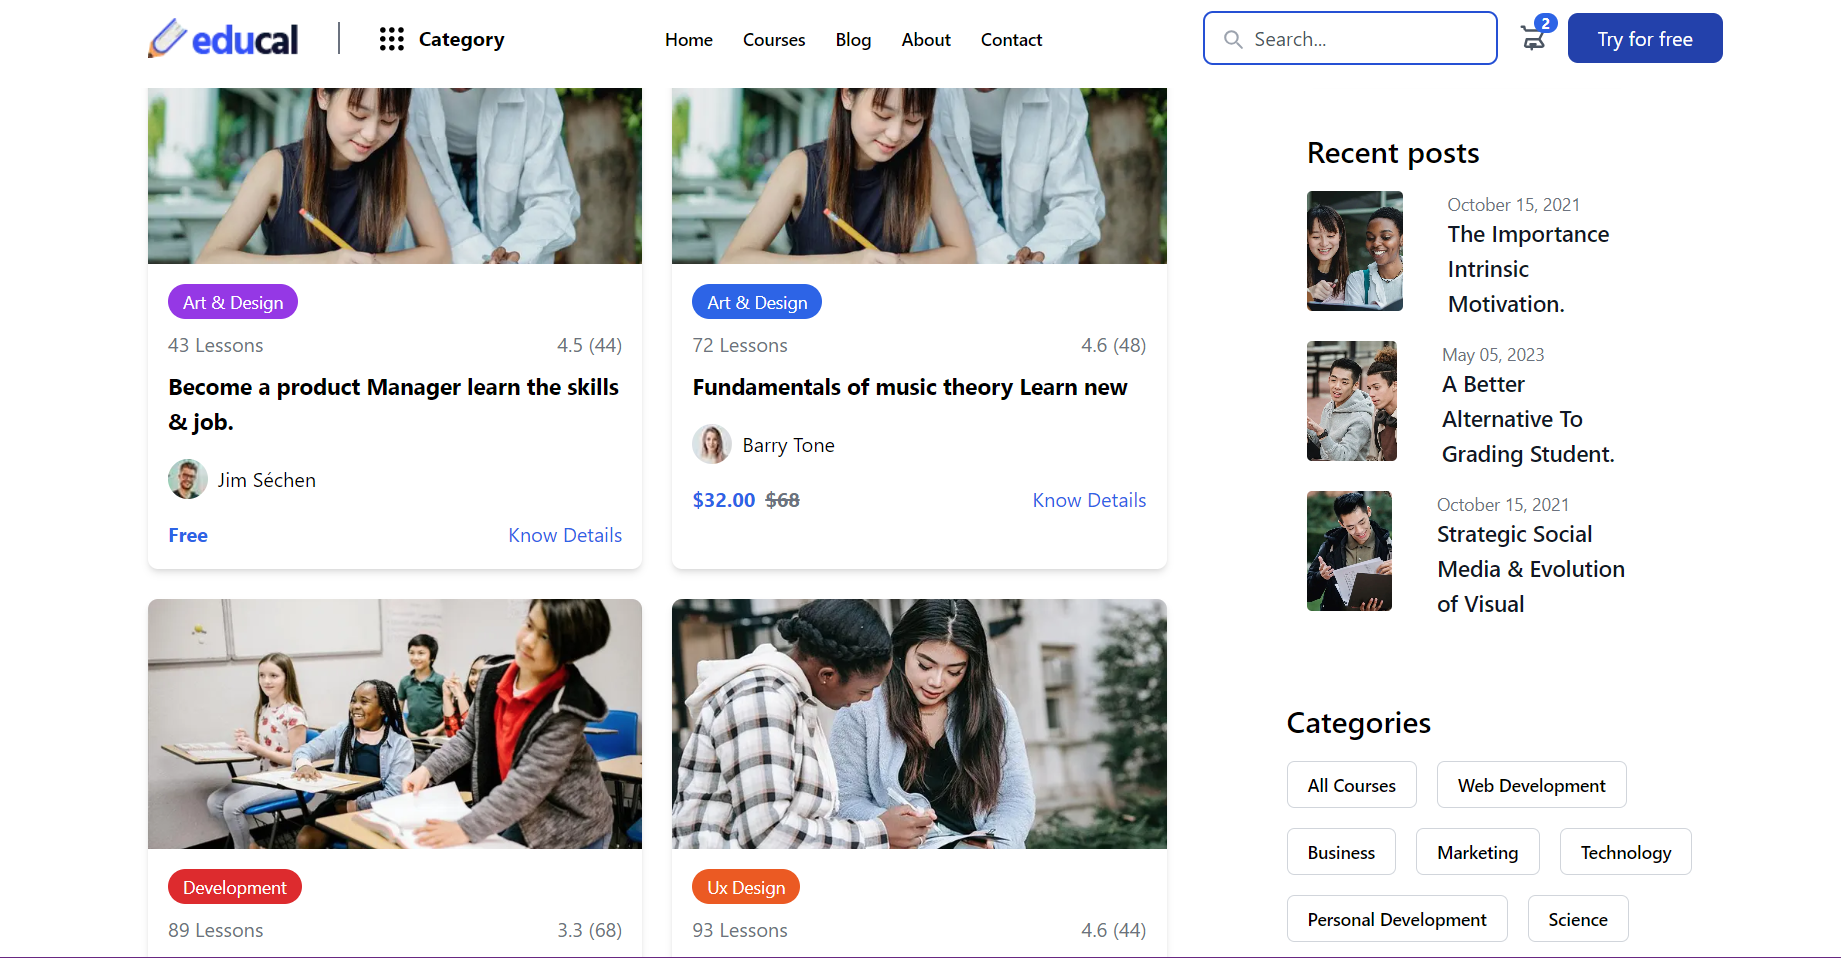 educal
Category
Home
Courses
Blog
About
Contact
Search...
2
Try for free
Art & Design
43 Lessons
4.5 (44)
Become a product Manager learn the skills
& job.
Jim Séchen
Free
Know Details
Art & Design
72 Lessons
4.6 (48)
Fundamentals of music theory Learn new
Barry Tone
$32.00 $68
Know Details
Development
89 Lessons
3.3 (68)
Ux Design
93 Lessons
4.6 (44)
Recent posts
October 15, 2021
The Importance
Intrinsic
Motivation.
May 05, 2023
A Better
Alternative To
Grading Student.
October 15, 2021
Strategic Social
Media & Evolution
of Visual
Categories
All Courses
Web Development
Business
Marketing
Technology
Personal Development
Science